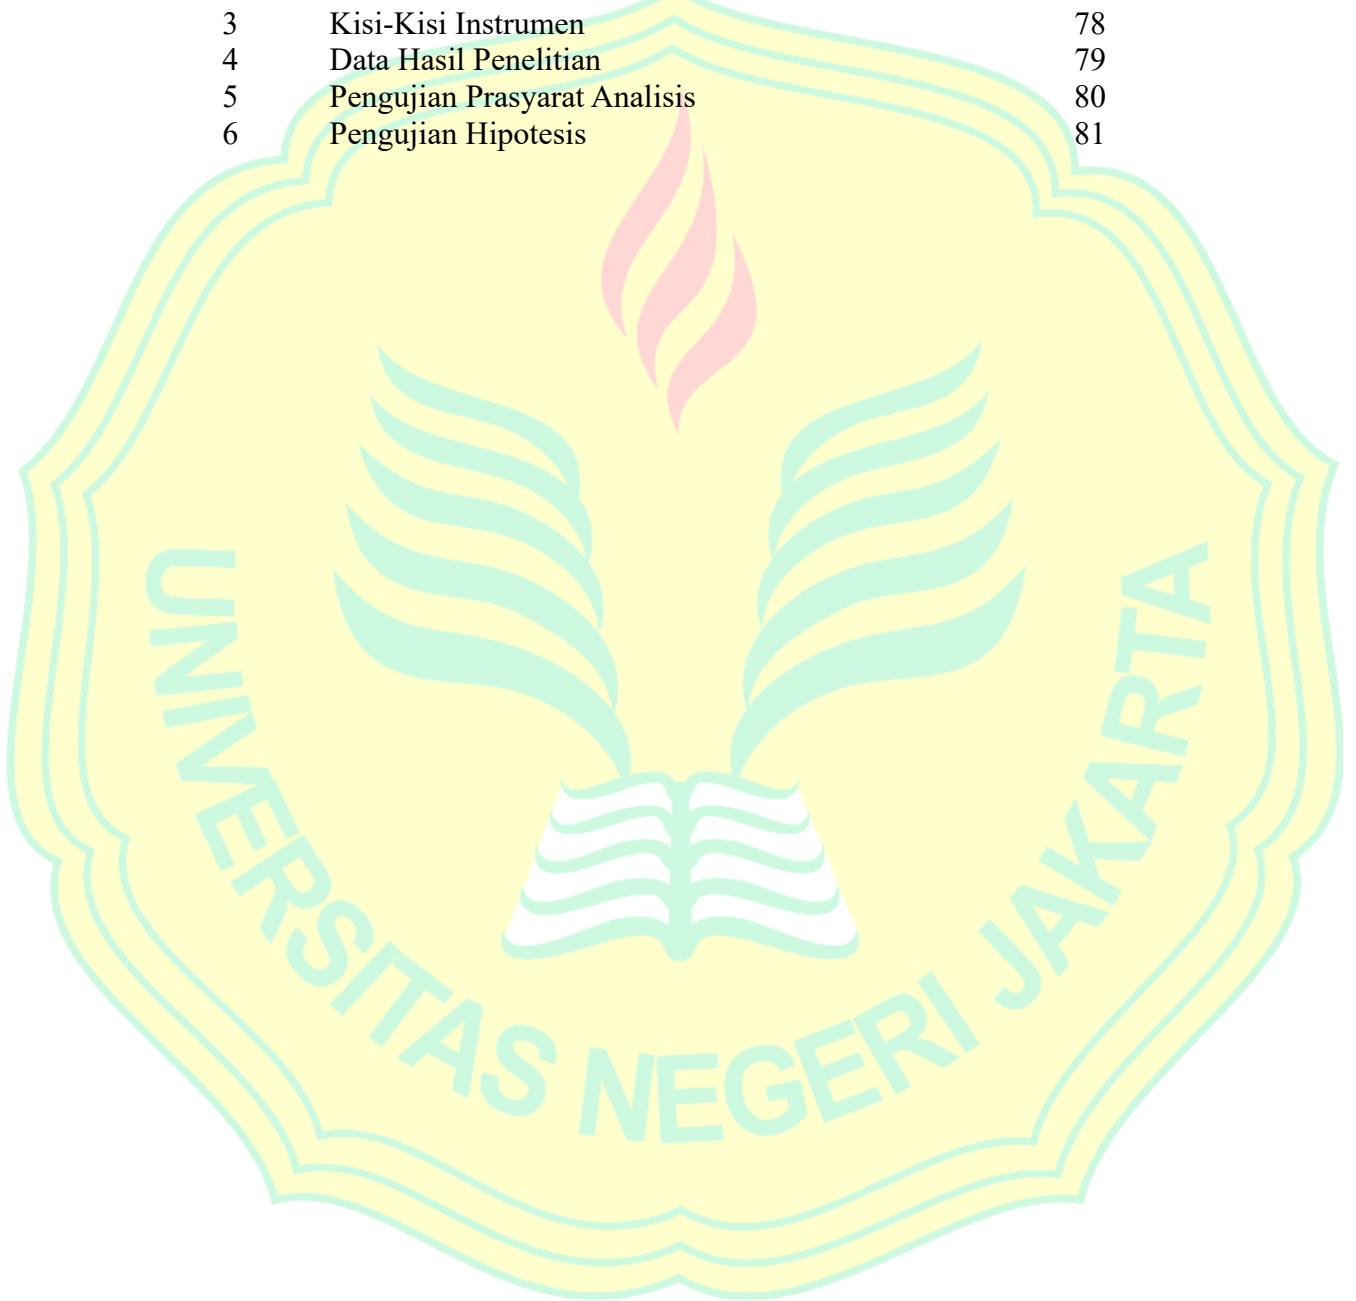 3 Kisi-Kisi Instrumen 78
4 Data Hasil Penelitian 79
5 Pengujian Prasyarat Analisis 80
6 Pengujian Hipotesis 81
UNIVERSITAS NEGERI JAKARTA